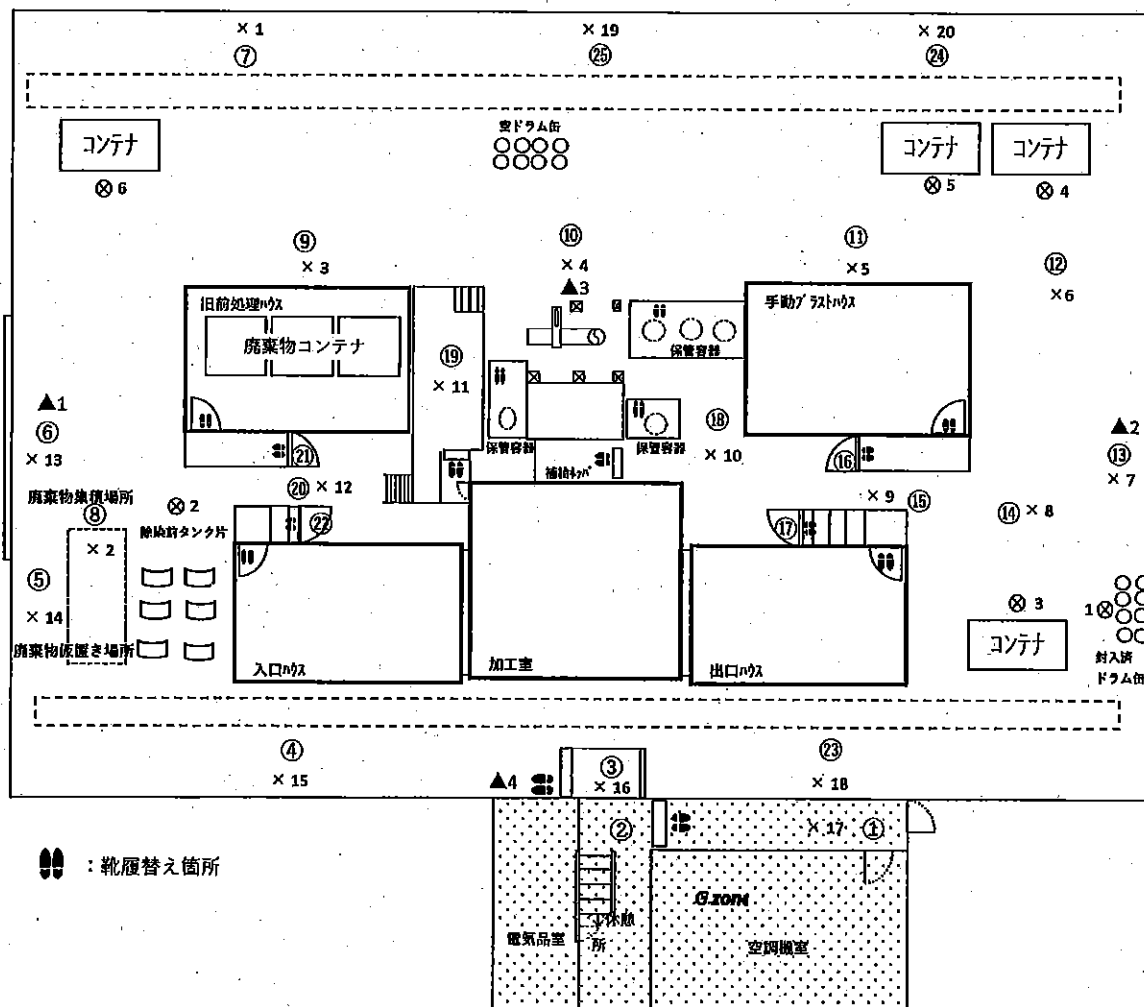 × 1
× 19
× 20
⑦
㉕
㉔
コンテナ
空ドラム缶
コンテナ
コンテナ
⊗ 6
⊗ 5
⊗ 4
⑨
⑩
⑪
⑫
× 3
× 4
× 5
× 6
▲3
旧前処理ハウス
手動ブラストハウス
廃棄物コンテナ
保管容器
⑲
× 11
▲1
⑥
⑱
▲2
⑬
× 13
㉑
保管容器
補給キャパ
保管容器
× 10
⑯
× 7
廃棄物集積場所
⑳
× 12
× 9
⑮
⑧
⊗ 2
除染前タンク片
㉒
⑰
⑭
× 8
× 2
⑤
× 14
⊗ 3
1 ⊗
廃棄物仮置き場所
入口ハウス
加工室
出口ハウス
コンテナ
封入済
ドラム缶
④
③
㉓
× 15
▲4
× 16
× 18
②
× 17
①
:靴履替え箇所
G.zone
休憩
所
電気品室
空調機室